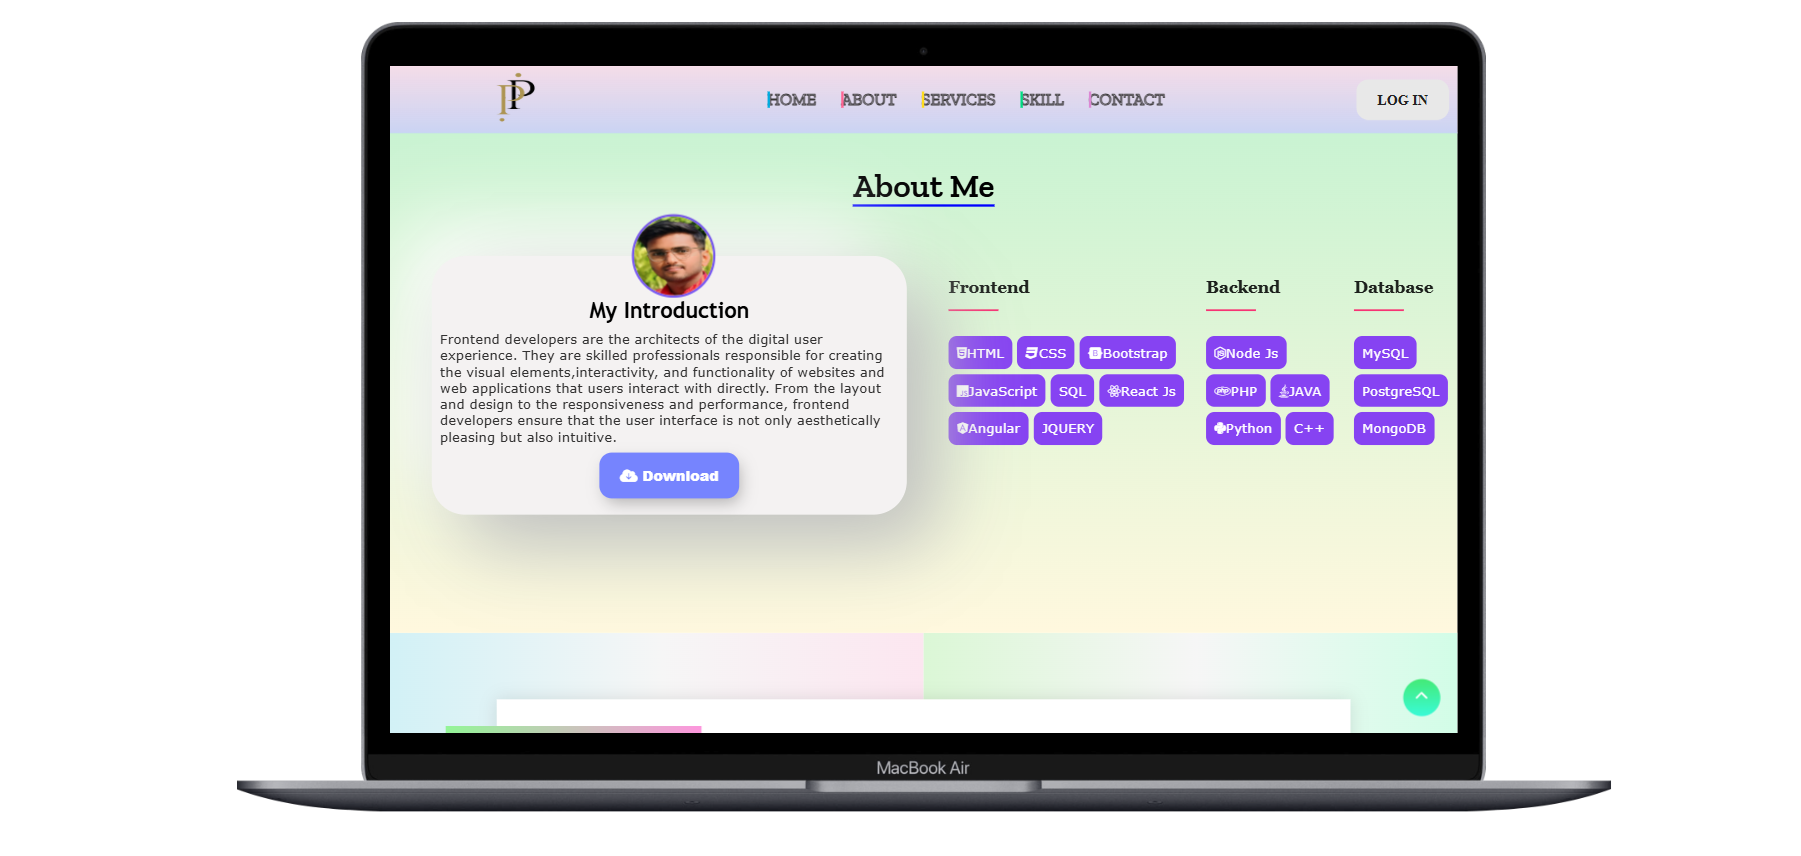 HOME ABOUT SERVICES SKILL CONTACT LOG IN
About Me
My Introduction
Frontend developers are the architects of the digital user
experience. They are skilled professionals responsible for creating
the visual elements,interactivity, and functionality of websites and
web applications that users interact with directly. From the layout
and design to the responsiveness and performance, frontend
developers ensure that the user interface is not only aesthetically
pleasing but also intuitive.
Download
Frontend
HTML CSS Bootstrap
JavaScript SQL React Js
Angular JQUERY
Backend
Node Js
PHP JAVA
Python C++
Database
MySQL
PostgreSQL
MongoDB
MacBook Air